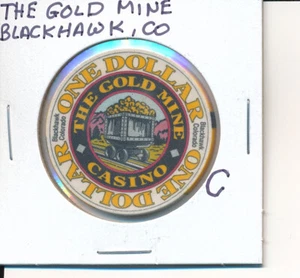 THE GOLD MINE
BLACKHAWK, CO
ONE DOLLAR
THE GOLD MINE
Blackhawk
Colorado
Blackhawk
Colorado
CASINO
ONE DOLLAR
C